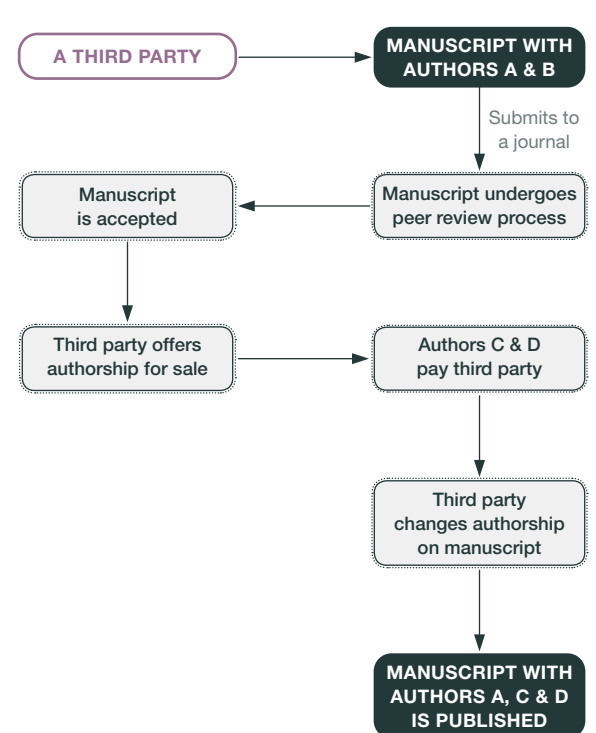 A THIRD PARTY
MANUSCRIPT WITH
AUTHORS A & B
Submits to
a journal
Manuscript undergoes
peer review process
Manuscript
is accepted
Third party offers
authorship for sale
Authors C & D
pay third party
Third party
changes authorship
on manuscript
MANUSCRIPT WITH
AUTHORS A, C & D
IS PUBLISHED